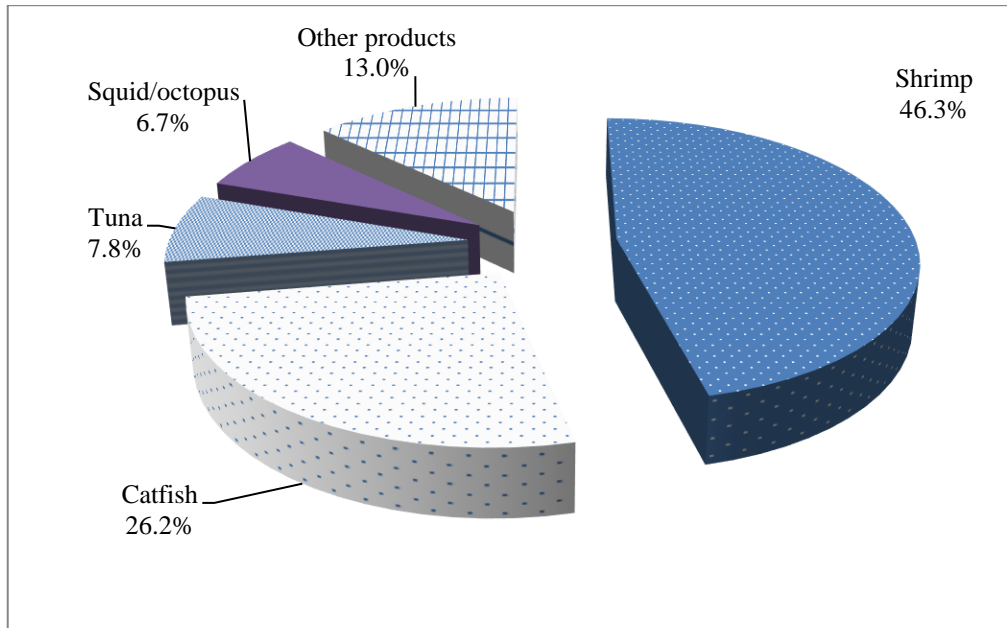 Other products
13.0%
Shrimp
46.3%
Squid/octopus
6.7%
Tuna
7.8%
Catfish
26.2%